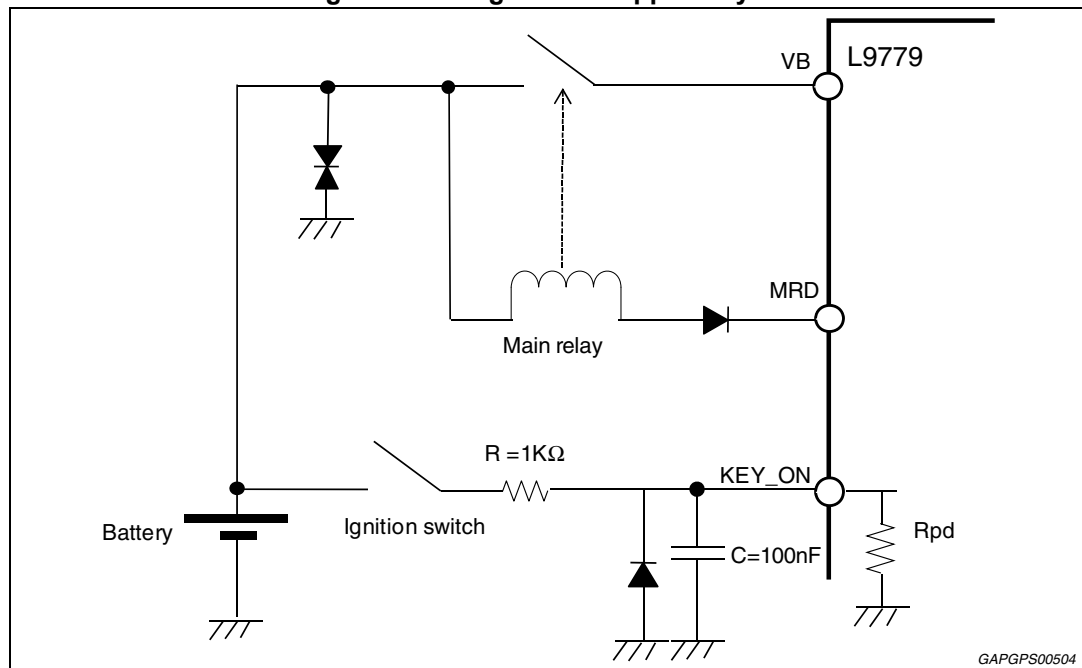 VB
L9779
MRD
Main relay
R =1KΩ
KEY_ON
Battery
Ignition switch
C=100nF
Rpd
GAPGPS00504